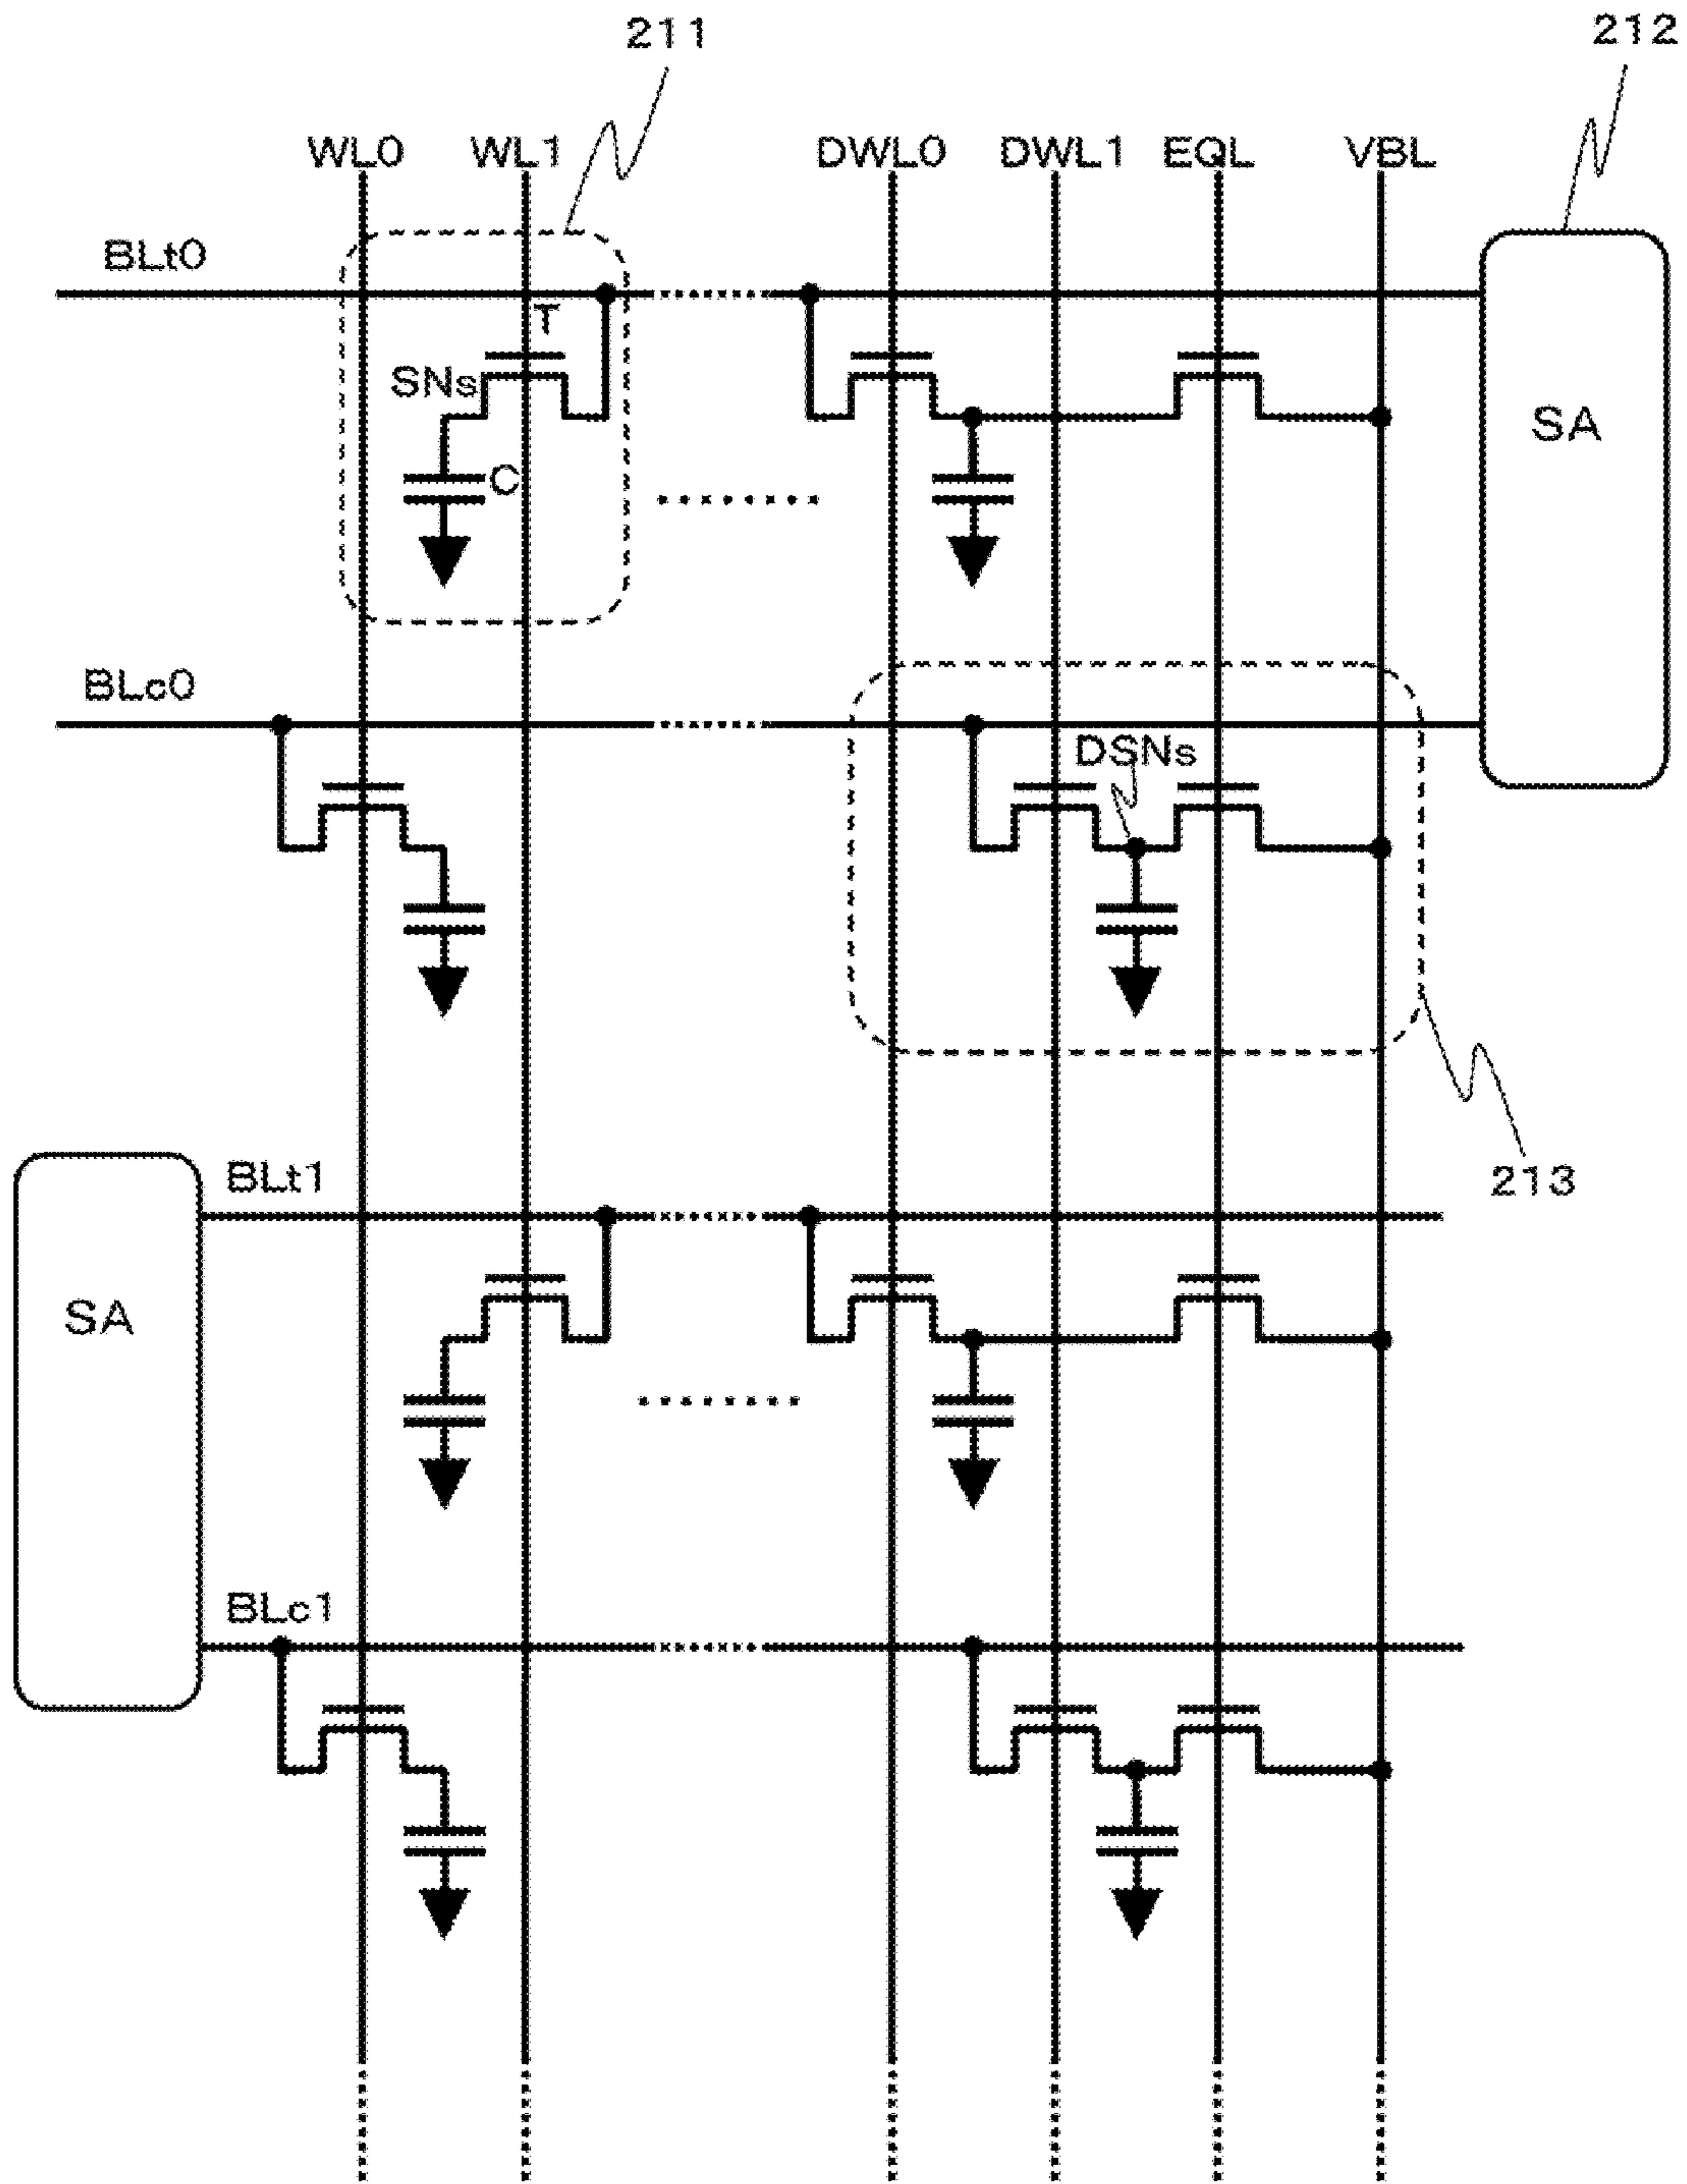 211
212
WL0 WL1 DWL0 DWL1 EQL VBL
BLt0
T
SNs
SA
C
BLc0
DSNs
213
BLt1
SA
BLc1